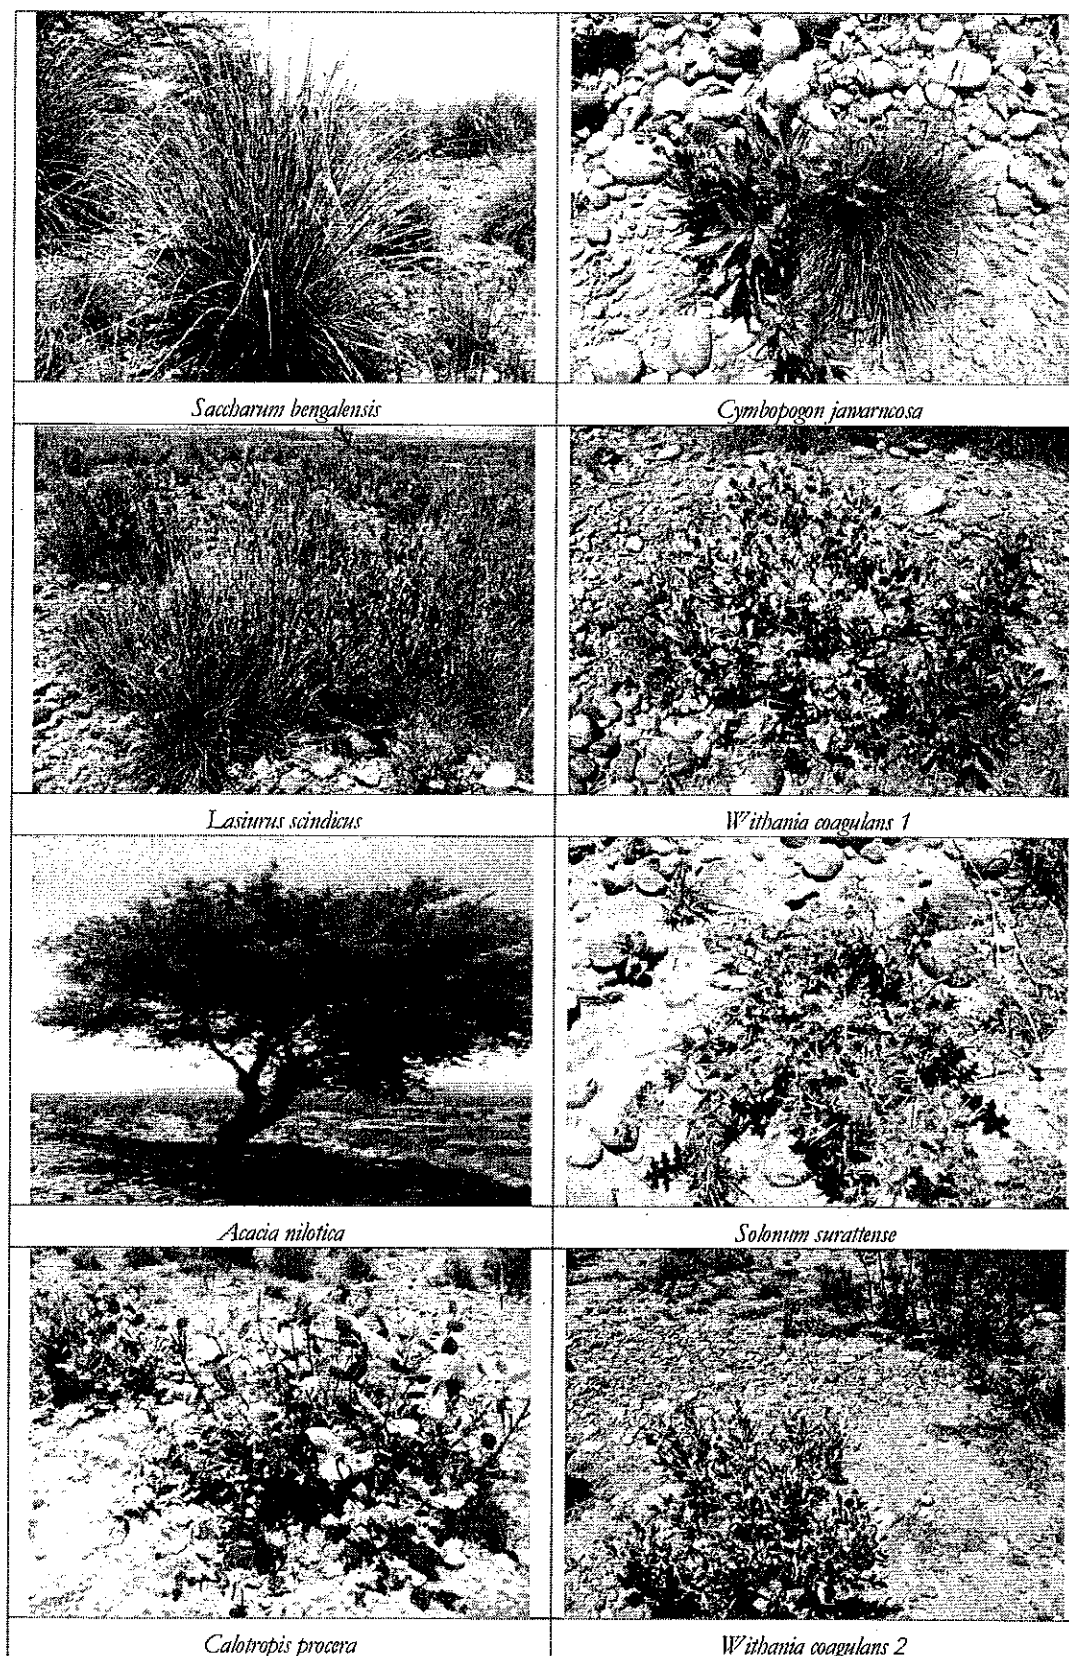 Saccharum bengalensis
Cymbopogon jawarncosa
Lasiurus scindicus
Withania coagulans 1
Acacia nilotica
Solonum surattense
Calotropis procera
Withania coagulans 2